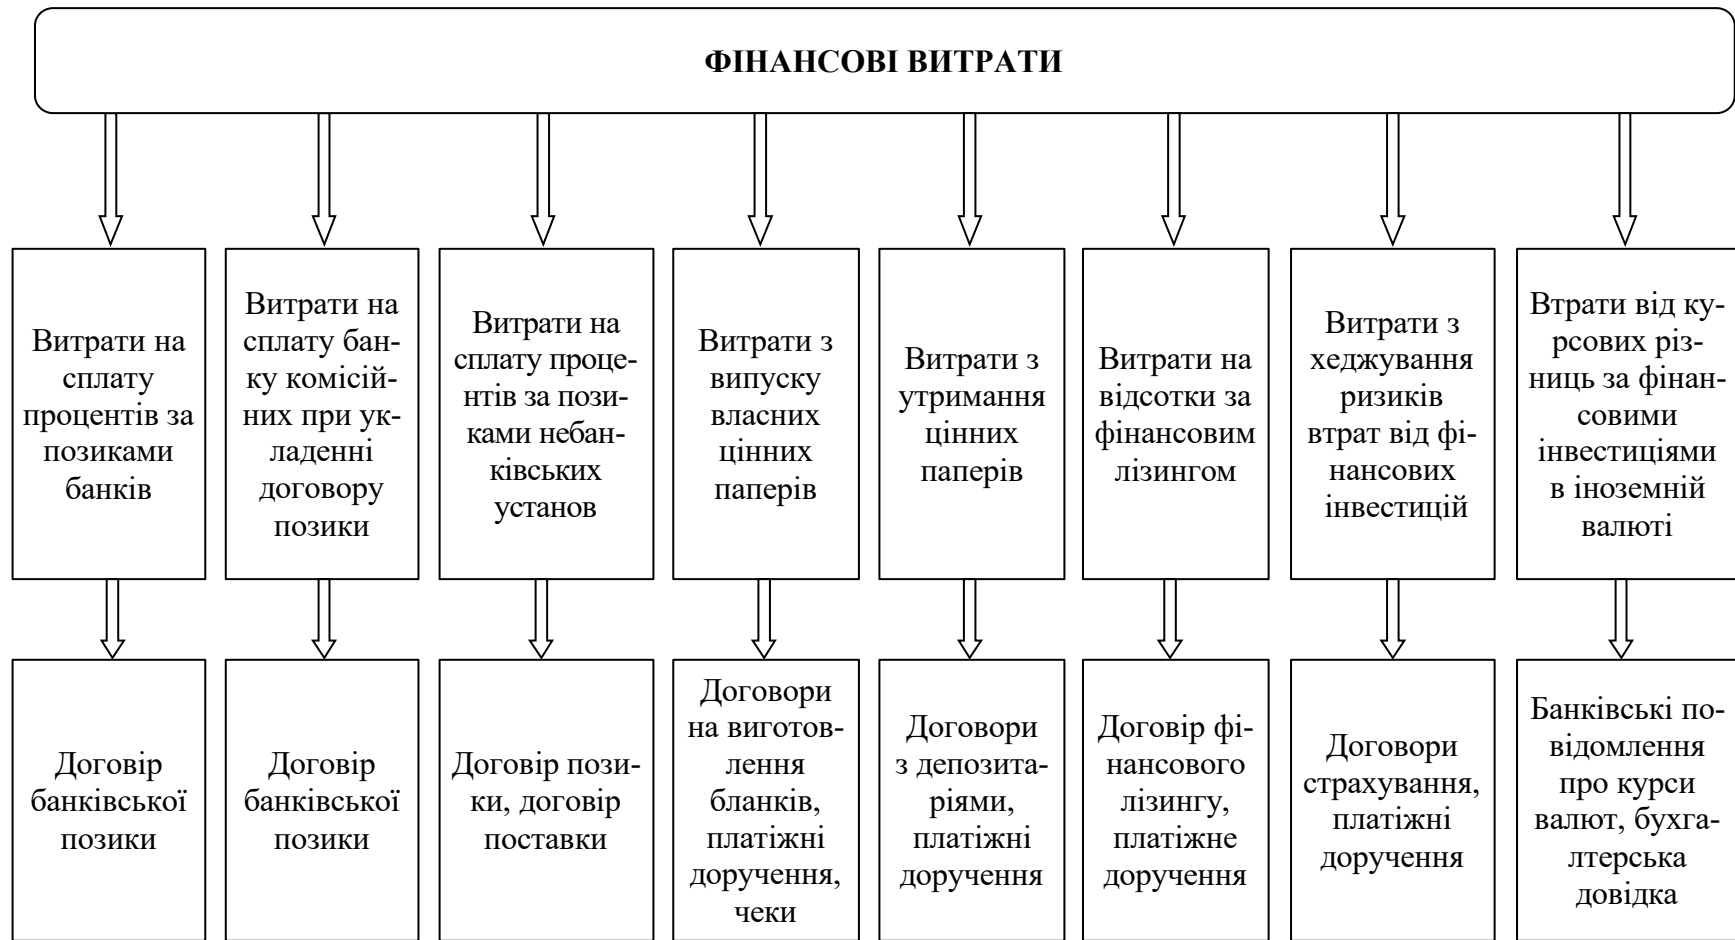 ФІНАНСОВІ ВИТРАТИ
Витрати на
сплату
процентів за
позиками
банків
Витрати на
сплату бан-
ку комісій-
них при ук-
ладенні
договору
позики
Витрати на
сплату проце-
нтів за пози-
ками небан-
ківських
установ
Витрати з
випуску
власних
цінних
паперів
Витрати з
утримання
цінних
паперів
Витрати на
відсотки за
фінансовим
лізингом
Витрати з
хеджування
ризиків
втрат від фі-
нансових
інвестицій
Втрати від ку-
рсових різ-
ниць за фінан-
совими
інвестиціями
в іноземній
валюті
Договір
банківської
позики
Договір
банківської
позики
Договір пози-
ки, договір
поставки
Договори
на виготов-
лення
бланків,
платіжні
доручення,
чеки
Договори
з депозита-
ріями,
платіжні
доручення
Договір фі-
нансового
лізингу,
платіжне
доручення
Договори
страхування,
платіжні
доручення
Банківські по-
відомлення
про курси
валют, бухга-
лтерська
довідка